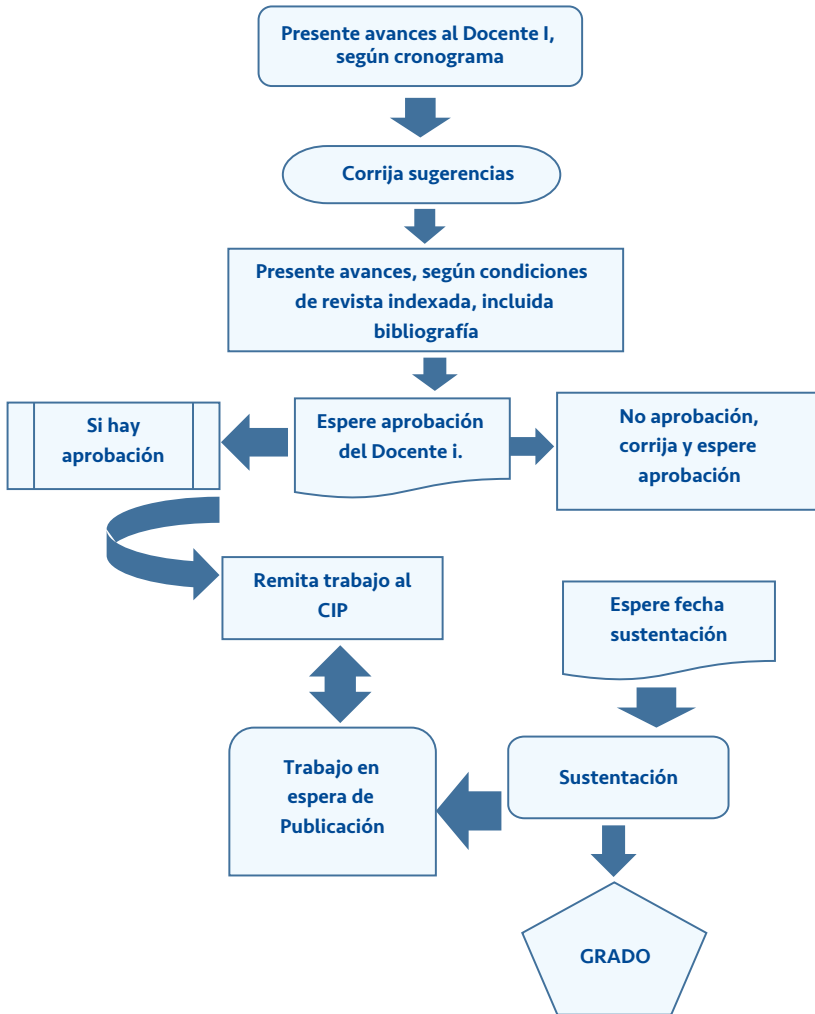 Presente avances al Docente I,
según cronograma
Corrija sugerencias
Presente avances, según condiciones
de revista indexada, incluida
bibliografía
Si hay
aprobación
Espere aprobación
del Docente i.
No aprobación,
corrija y espere
aprobación
Remita trabajo al
CIP
Espere fecha
sustentación
Trabajo en
espera de
Publicación
Sustentación
GRADO